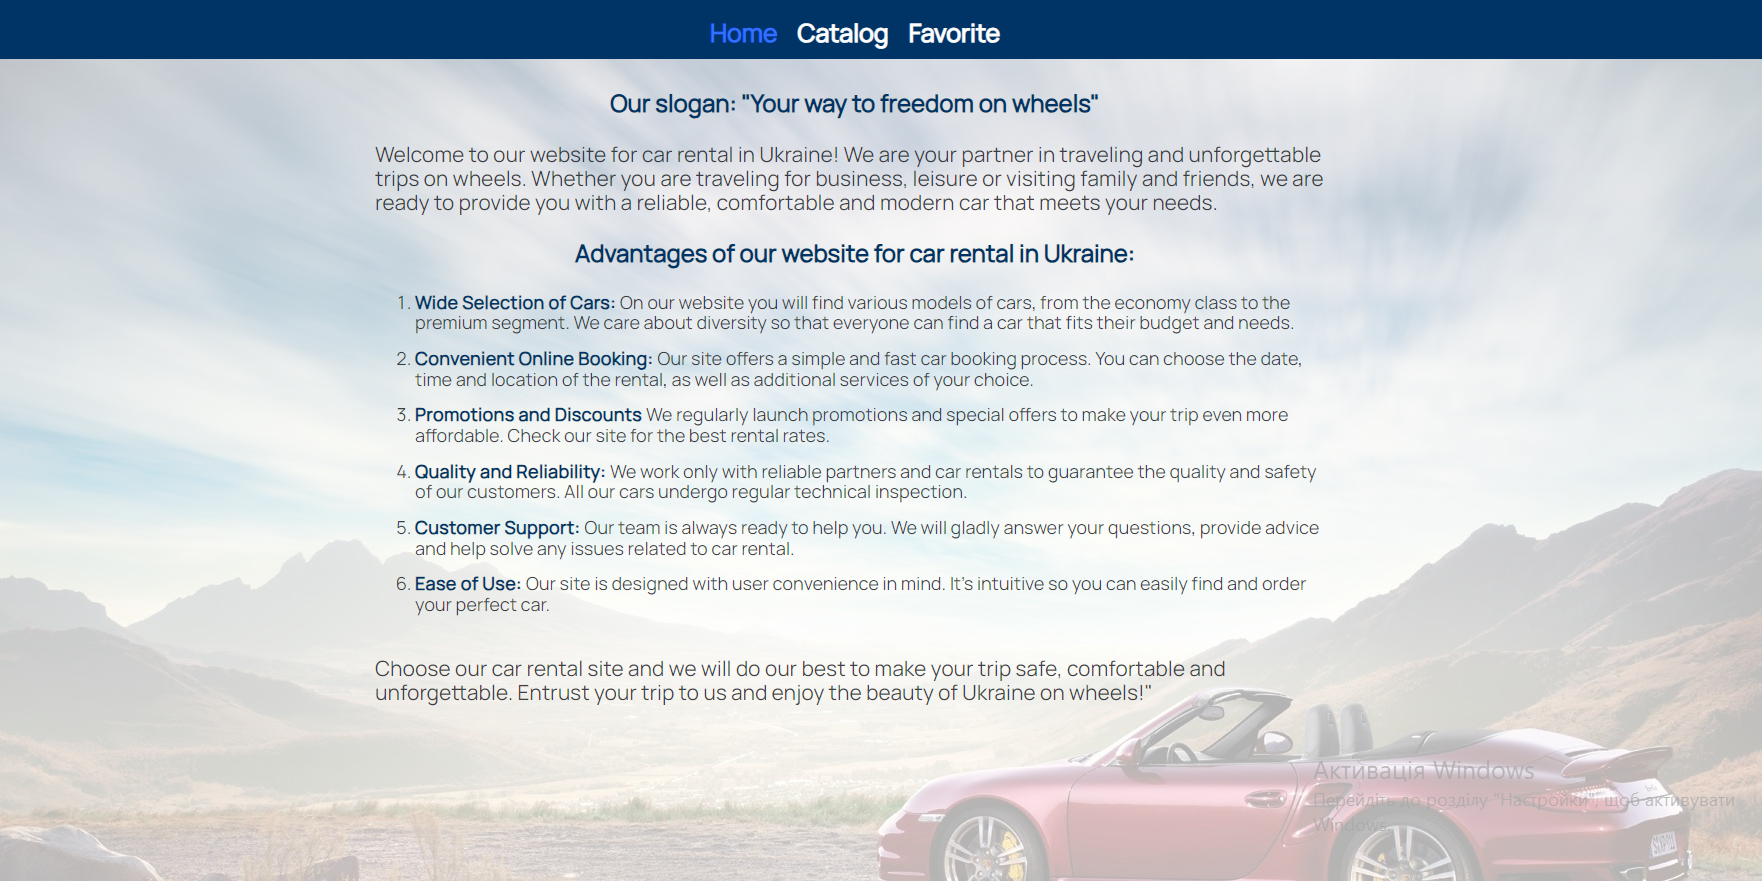 Home Catalog Favorite
Our slogan: "Your way to freedom on wheels"
Welcome to our website for car rental in Ukraine! We are your partner in traveling and unforgettable
trips on wheels. Whether you are traveling for business, leisure or visiting family and friends, we are
ready to provide you with a reliable, comfortable and modern car that meets your needs.
Advantages of our website for car rental in Ukraine:
1. Wide Selection of Cars: On our website you will find various models of cars, from the economy class to the
premium segment. We care about diversity so that everyone can find a car that fits their budget and needs.
2. Convenient Online Booking: Our site offers a simple and fast car booking process. You can choose the date,
time and location of the rental, as well as additional services of your choice.
3. Promotions and Discounts We regularly launch promotions and special offers to make your trip even more
affordable. Check our site for the best rental rates.
4. Quality and Reliability: We work only with reliable partners and car rentals to guarantee the quality and safety
of our customers. All our cars undergo regular technical inspection.
5. Customer Support: Our team is always ready to help you. We will gladly answer your questions, provide advice
and help solve any issues related to car rental.
6. Ease of Use: Our site is designed with user convenience in mind. It's intuitive so you can easily find and order
your perfect car.
Choose our car rental site and we will do our best to make your trip safe, comfortable and
unforgettable. Entrust your trip to us and enjoy the beauty of Ukraine on wheels!"
Активація Windows
Перейдіть до розділу "Настройки", щоб активувати
Windows.